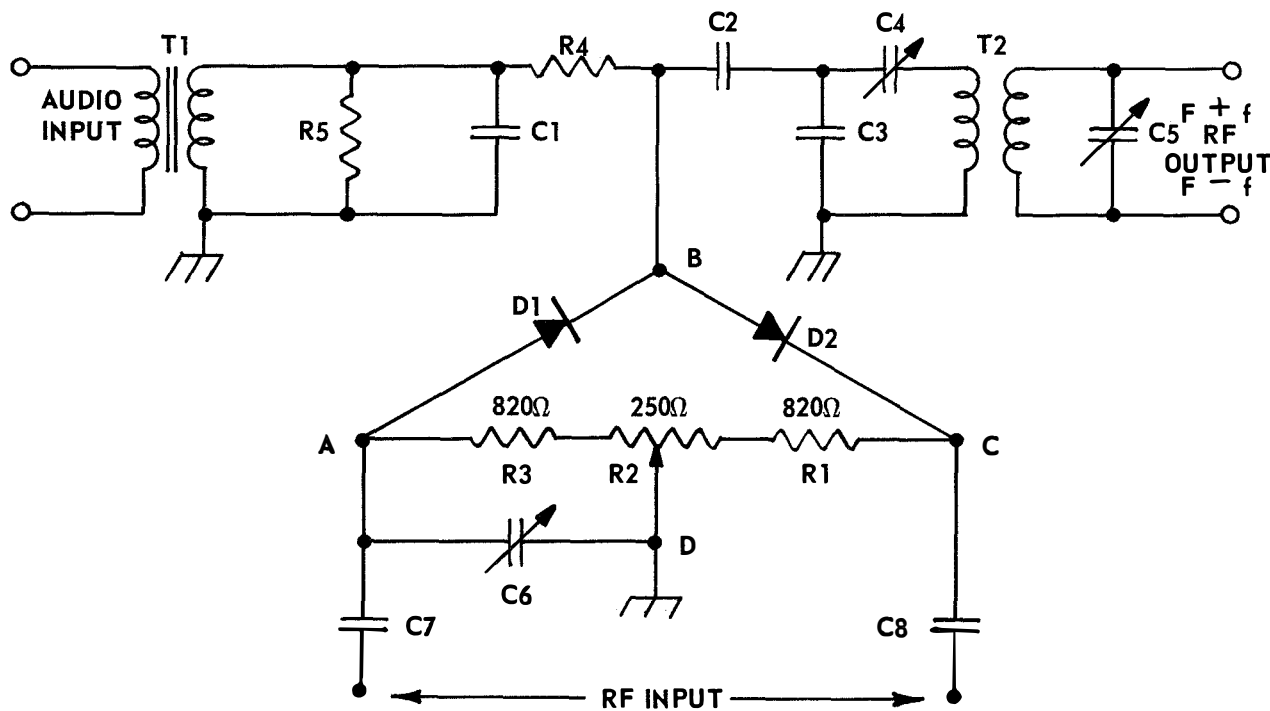 T1
R4
C2
C4
T2
AUDIO
INPUT
R5
C1
C3
C5
F + f
RF
OUTPUT
F - f
B
D1
D2
820Ω
250Ω
820Ω
A
C
R3
R2
R1
D
C6
C7
C8
RF INPUT